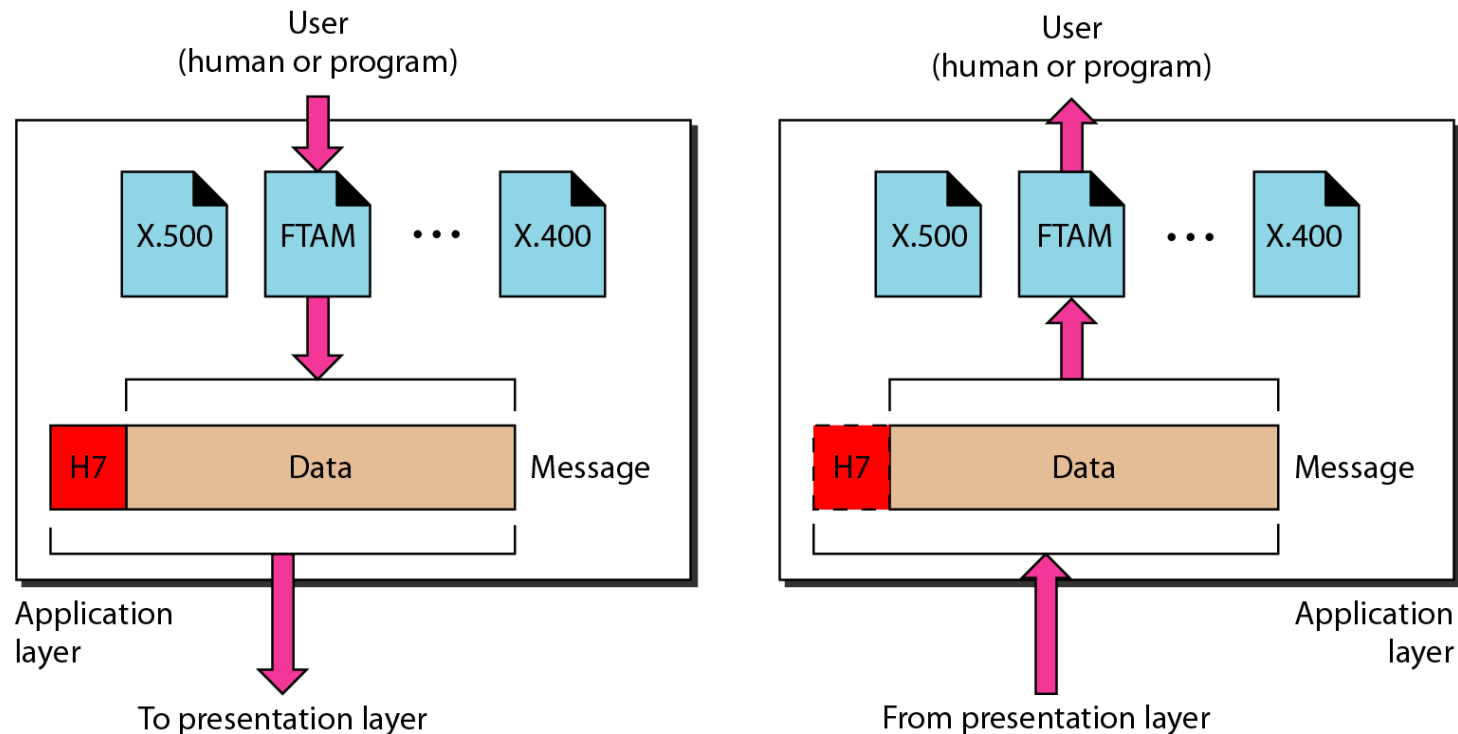 User
(human or program)
X.500
FTAM
...
X.400
H7
Data
Message
Application
layer
To presentation layer
User
(human or program)
X.500
FTAM
...
X.400
H7
Data
Message
Application
layer
From presentation layer